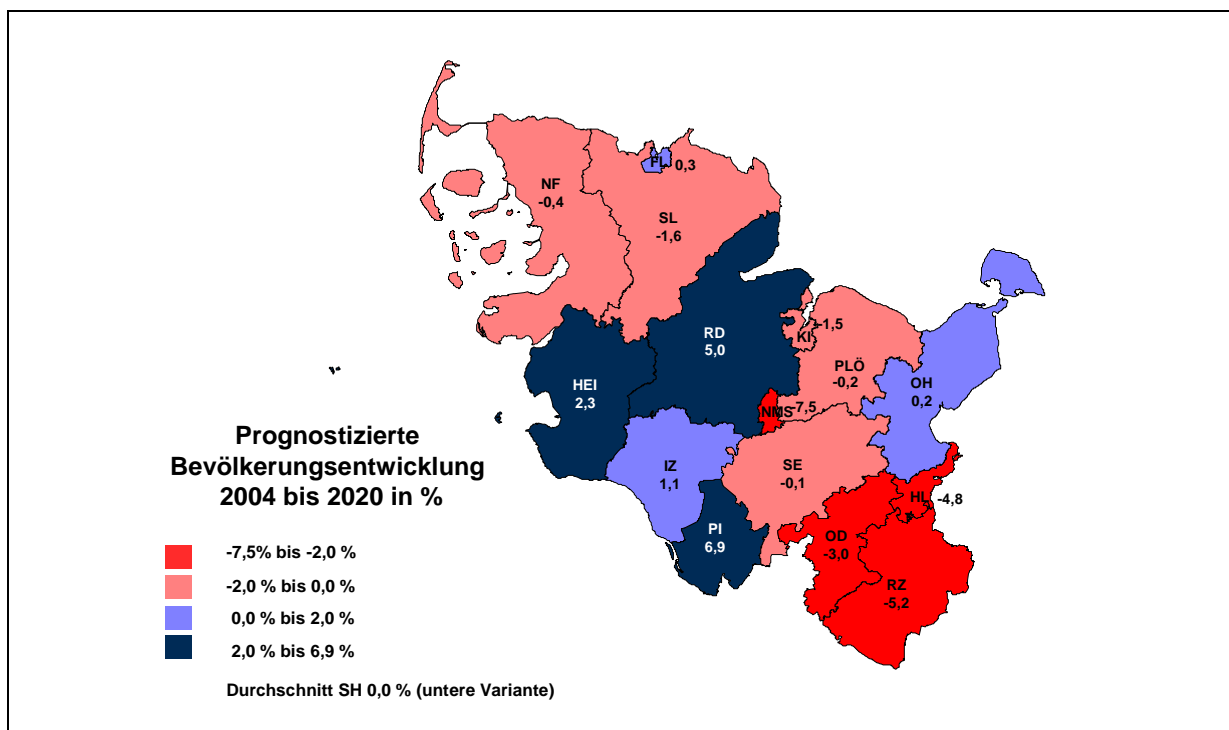 FL 0,3
NF
-0,4
SL
-1,6
RD
5,0
KI -1,5
PLÖ
-0,2
OH
0,2
HEI
2,3
NMS -7,5
Prognostizierte
Bevölkerungsentwicklung
2004 bis 2020 in %
IZ
1,1
SE
-0,1
HL -4,8
PI
6,9
OD
-3,0
RZ
-5,2
-7,5% bis -2,0 %
-2,0 % bis 0,0 %
0,0 % bis 2,0 %
2,0 % bis 6,9 %
Durchschnitt SH 0,0 % (untere Variante)